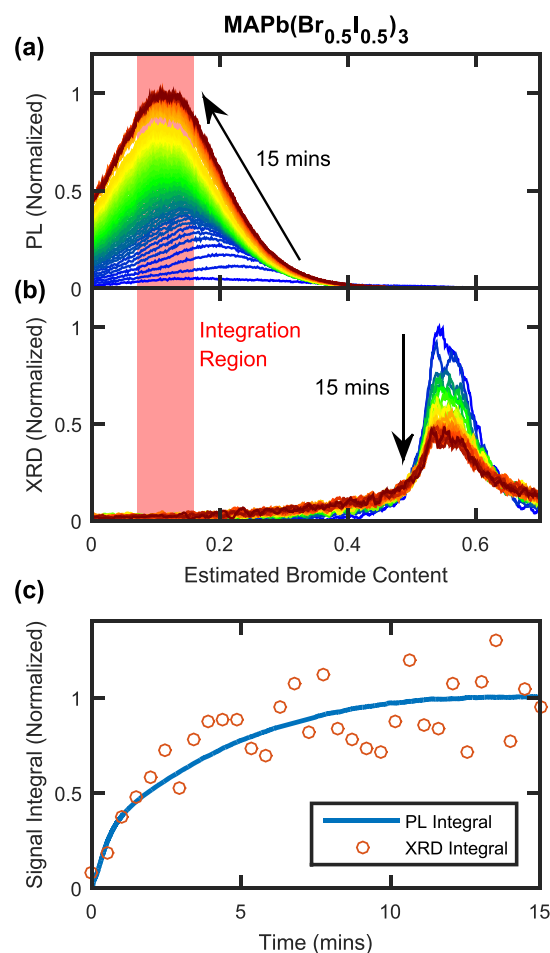 MAPb(Br0.5I0.5)3
(a)
PL (Normalized)
1
0.5
0
15 mins
(b)
XRD (Normalized)
1
0.5
0
Integration
Region
15 mins
0 0.2 0.4 0.6
Estimated Bromide Content
(c)
Signal Integral (Normalized)
1.5
1
0.5
0
PL Integral
XRD Integral
0 5 10 15
Time (mins)